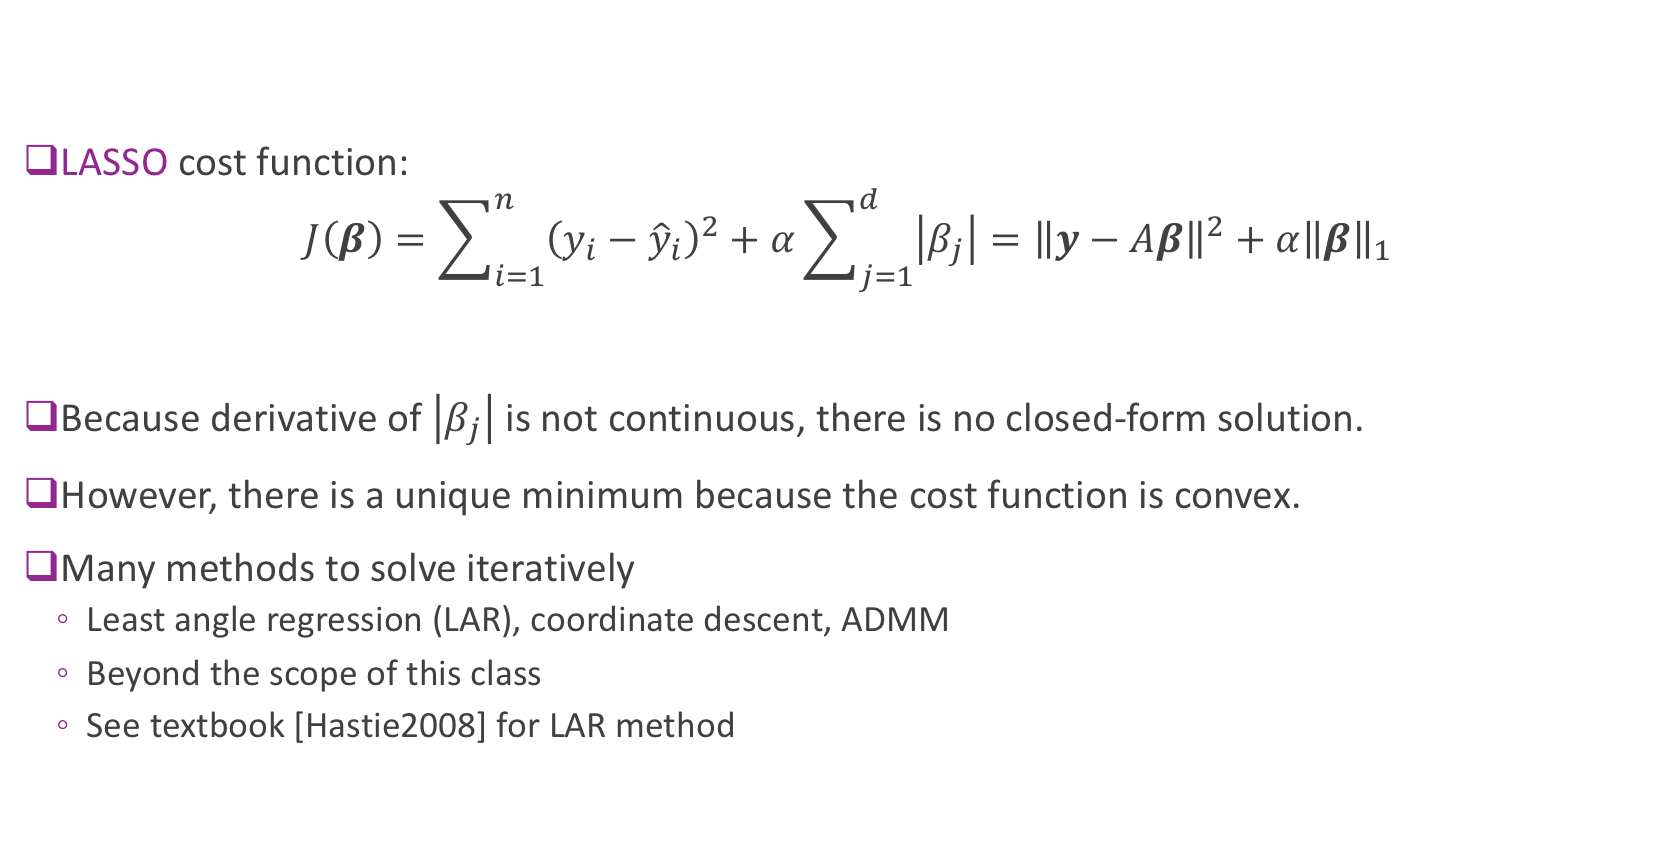 ❑LASSO cost function:
J(β) = ∑ⁿᵢ₌₁ (yᵢ − ŷᵢ)² + α ∑ᵈⱼ₌₁ |βⱼ| = ‖y − Aβ‖² + α‖β‖₁
❑Because derivative of |βⱼ| is not continuous, there is no closed-form solution.
❑However, there is a unique minimum because the cost function is convex.
❑Many methods to solve iteratively
◦ Least angle regression (LAR), coordinate descent, ADMM
◦ Beyond the scope of this class
◦ See textbook [Hastie2008] for LAR method